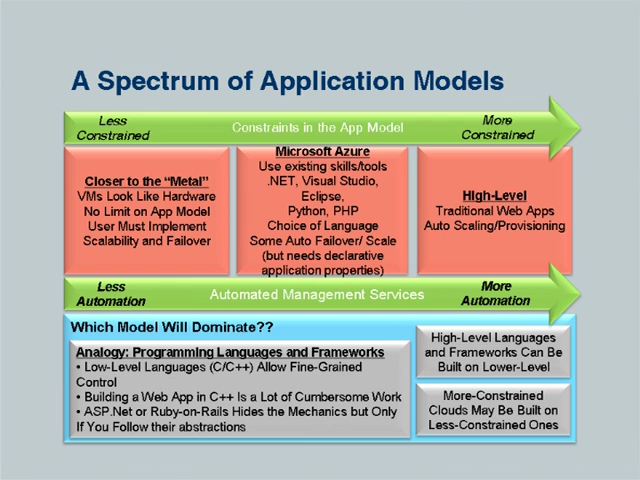 A Spectrum of Application Models
Less
Constrained
Constraints in the App Model
More
Constrained
Closer to the “Metal”
VMs Look Like Hardware
No Limit on App Model
User Must Implement
Scalability and Failover
Microsoft Azure
Use existing skills/tools
.NET, Visual Studio,
Eclipse,
Python, PHP
Choice of Language
Some Auto Failover/ Scale
(but needs declarative
application properties)
High-Level
Traditional Web Apps
Auto Scaling/Provisioning
Less
Automation
Automated Management Services
More
Automation
Which Model Will Dominate??
Analogy: Programming Languages and Frameworks
• Low-Level Languages (C/C++) Allow Fine-Grained
Control
• Building a Web App in C++ Is a Lot of Cumbersome Work
• ASP.Net or Ruby-on-Rails Hides the Mechanics but Only
If You Follow their abstractions
High-Level Languages
and Frameworks Can Be
Built on Lower-Level
More-Constrained
Clouds May Be Built on
Less-Constrained Ones